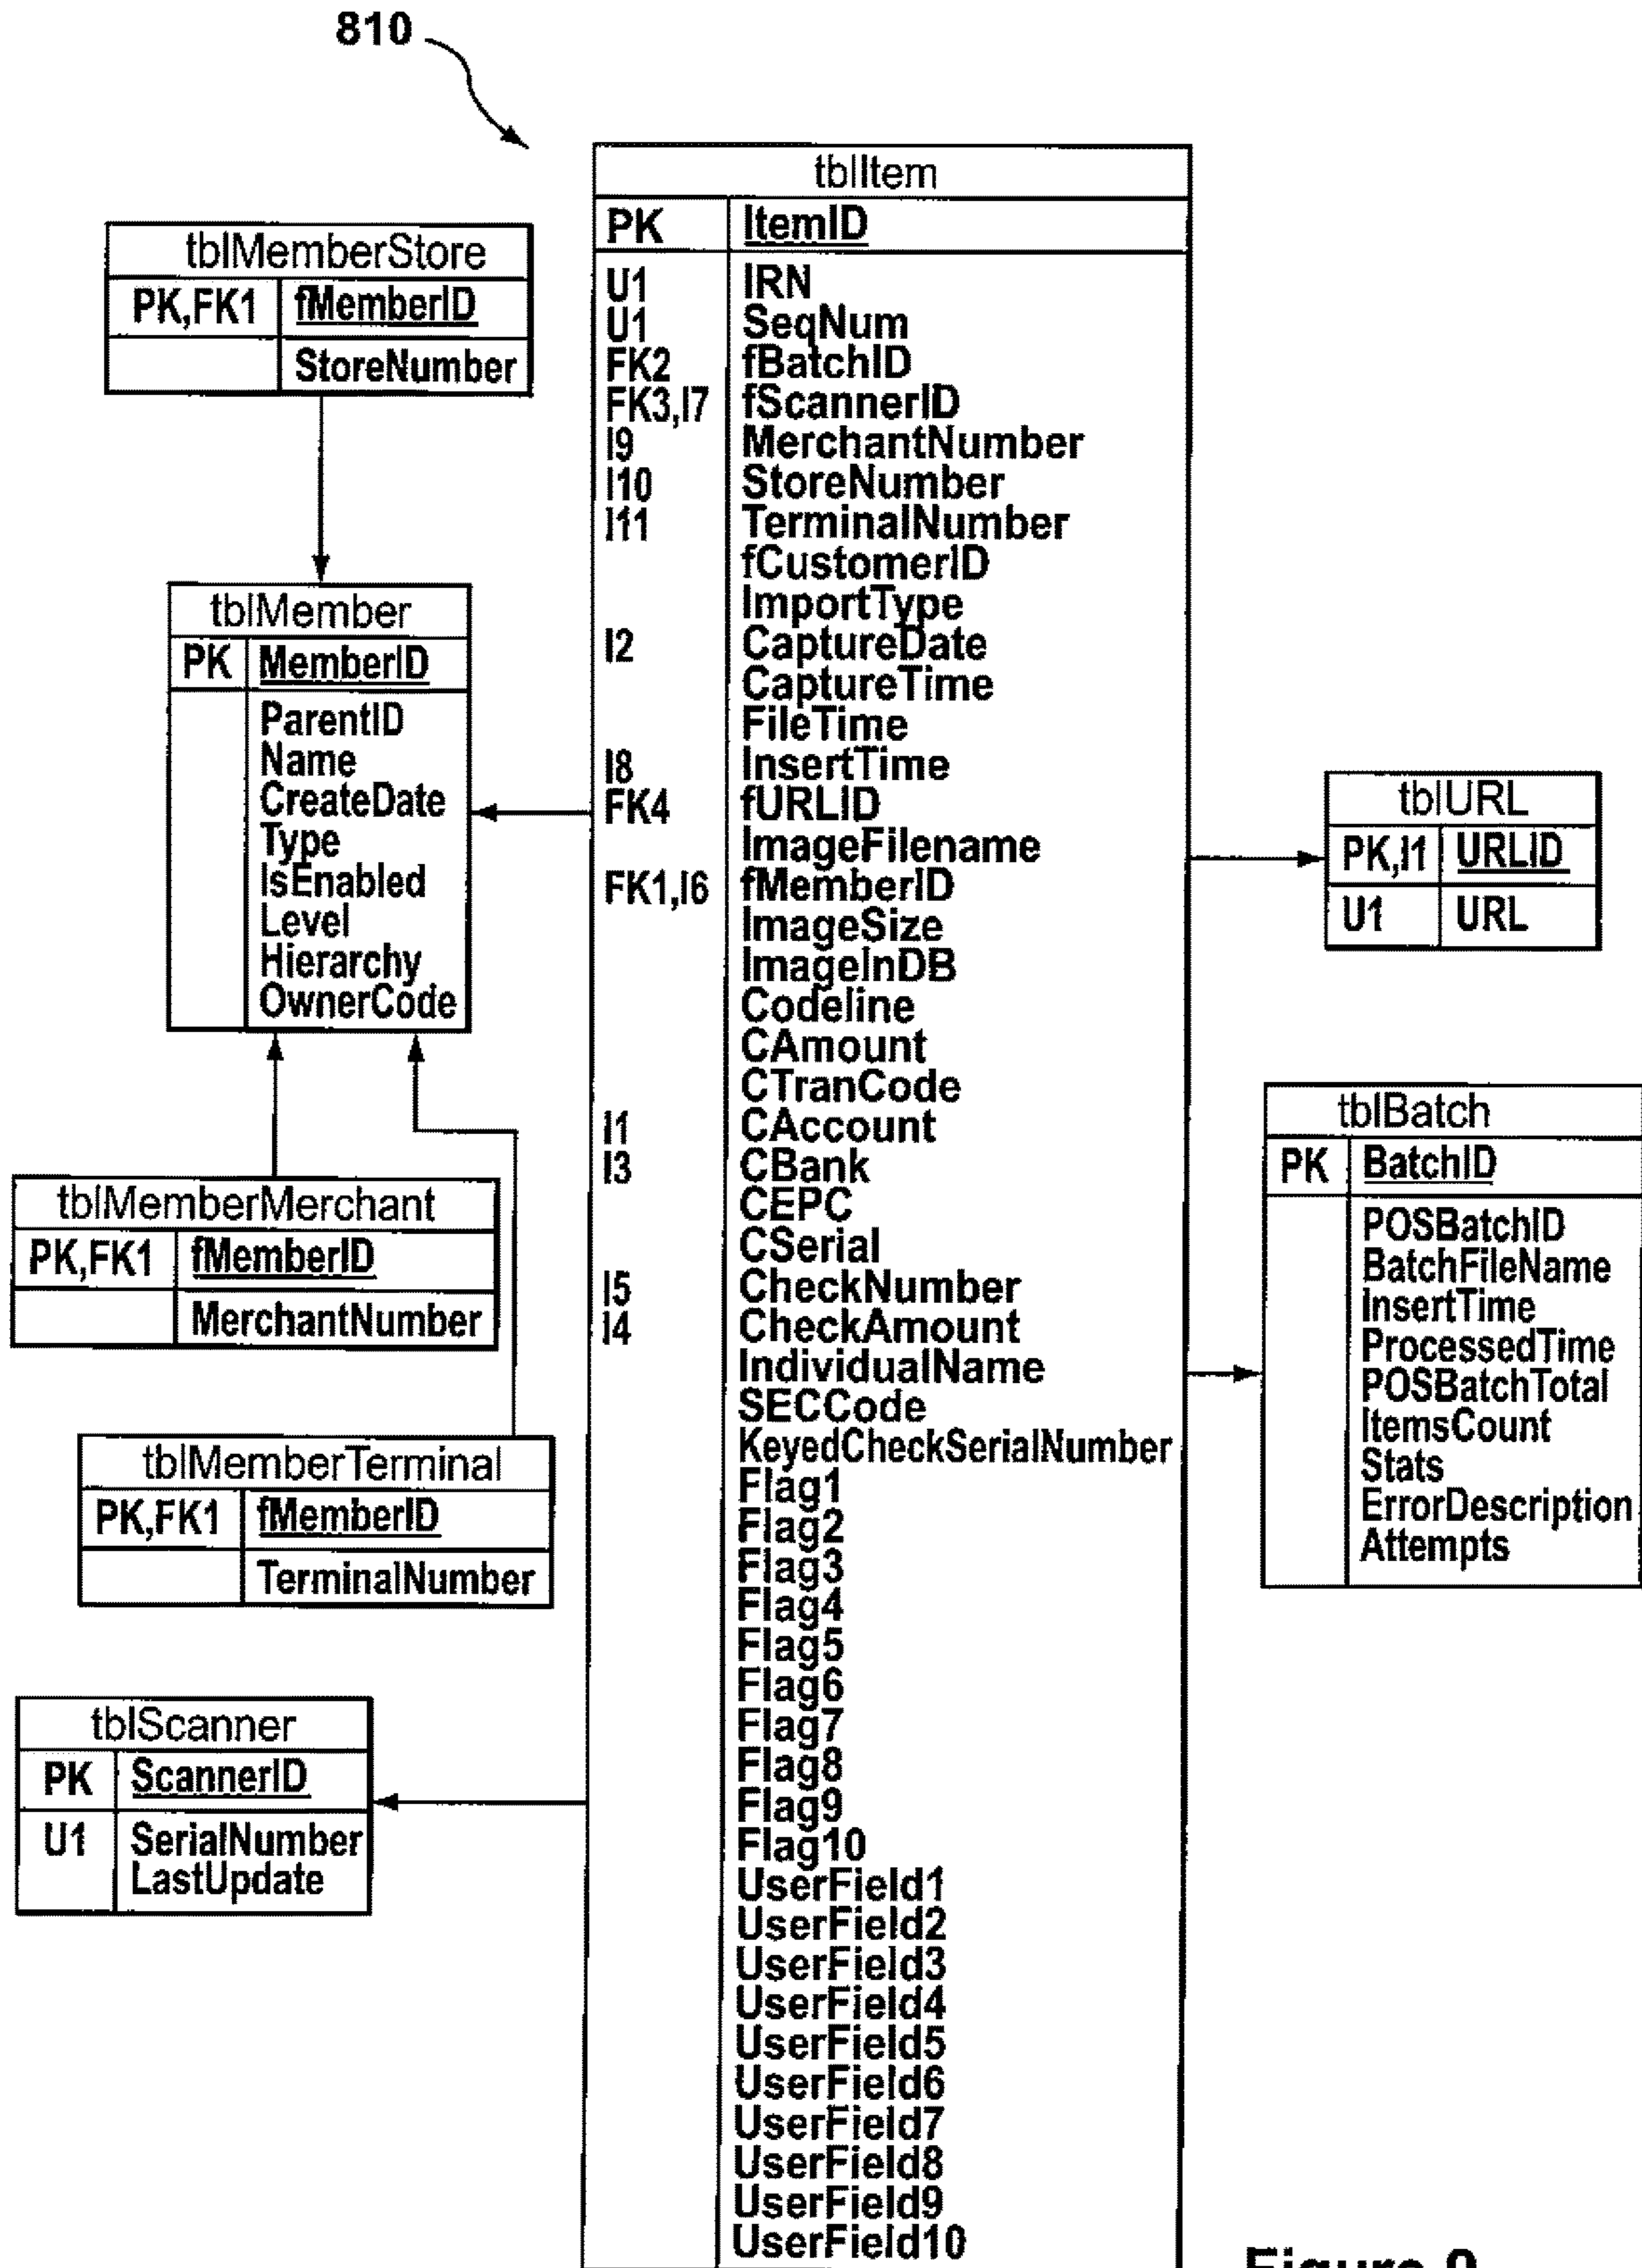 810
tblItem
PK ItemID
U1 IRN
U1 SeqNum
FK2 fBatchID
FK3,I7 fScannerID
I9 MerchantNumber
I10 StoreNumber
I11 TerminalNumber
fCustomerID
ImportType
I2 CaptureDate
CaptureTime
FileTime
I8 InsertTime
FK4 fURLID
ImageFilename
FK1,I6 fMemberID
ImageSize
ImageInDB
Codeline
CAmount
CTranCode
I1 CAccount
I3 CBank
CEPC
CSerial
I5 CheckNumber
I4 CheckAmount
IndividualName
SECCode
KeyedCheckSerialNumber
Flag1
Flag2
Flag3
Flag4
Flag5
Flag6
Flag7
Flag8
Flag9
Flag10
UserField1
UserField2
UserField3
UserField4
UserField5
UserField6
UserField7
UserField8
UserField9
UserField10
tblMemberStore
PK,FK1 fMemberID
StoreNumber
tblMember
PK MemberID
ParentID
Name
CreateDate
Type
IsEnabled
Level
Hierarchy
OwnerCode
tblMemberMerchant
PK,FK1 fMemberID
MerchantNumber
tblMemberTerminal
PK,FK1 fMemberID
TerminalNumber
tblScanner
PK ScannerID
U1 SerialNumber
LastUpdate
tblURL
PK,I1 URLID
U1 URL
tblBatch
PK BatchID
POSBatchID
BatchFileName
InsertTime
ProcessedTime
POSBatchTotal
ItemsCount
Stats
ErrorDescription
Attempts
Figure 9